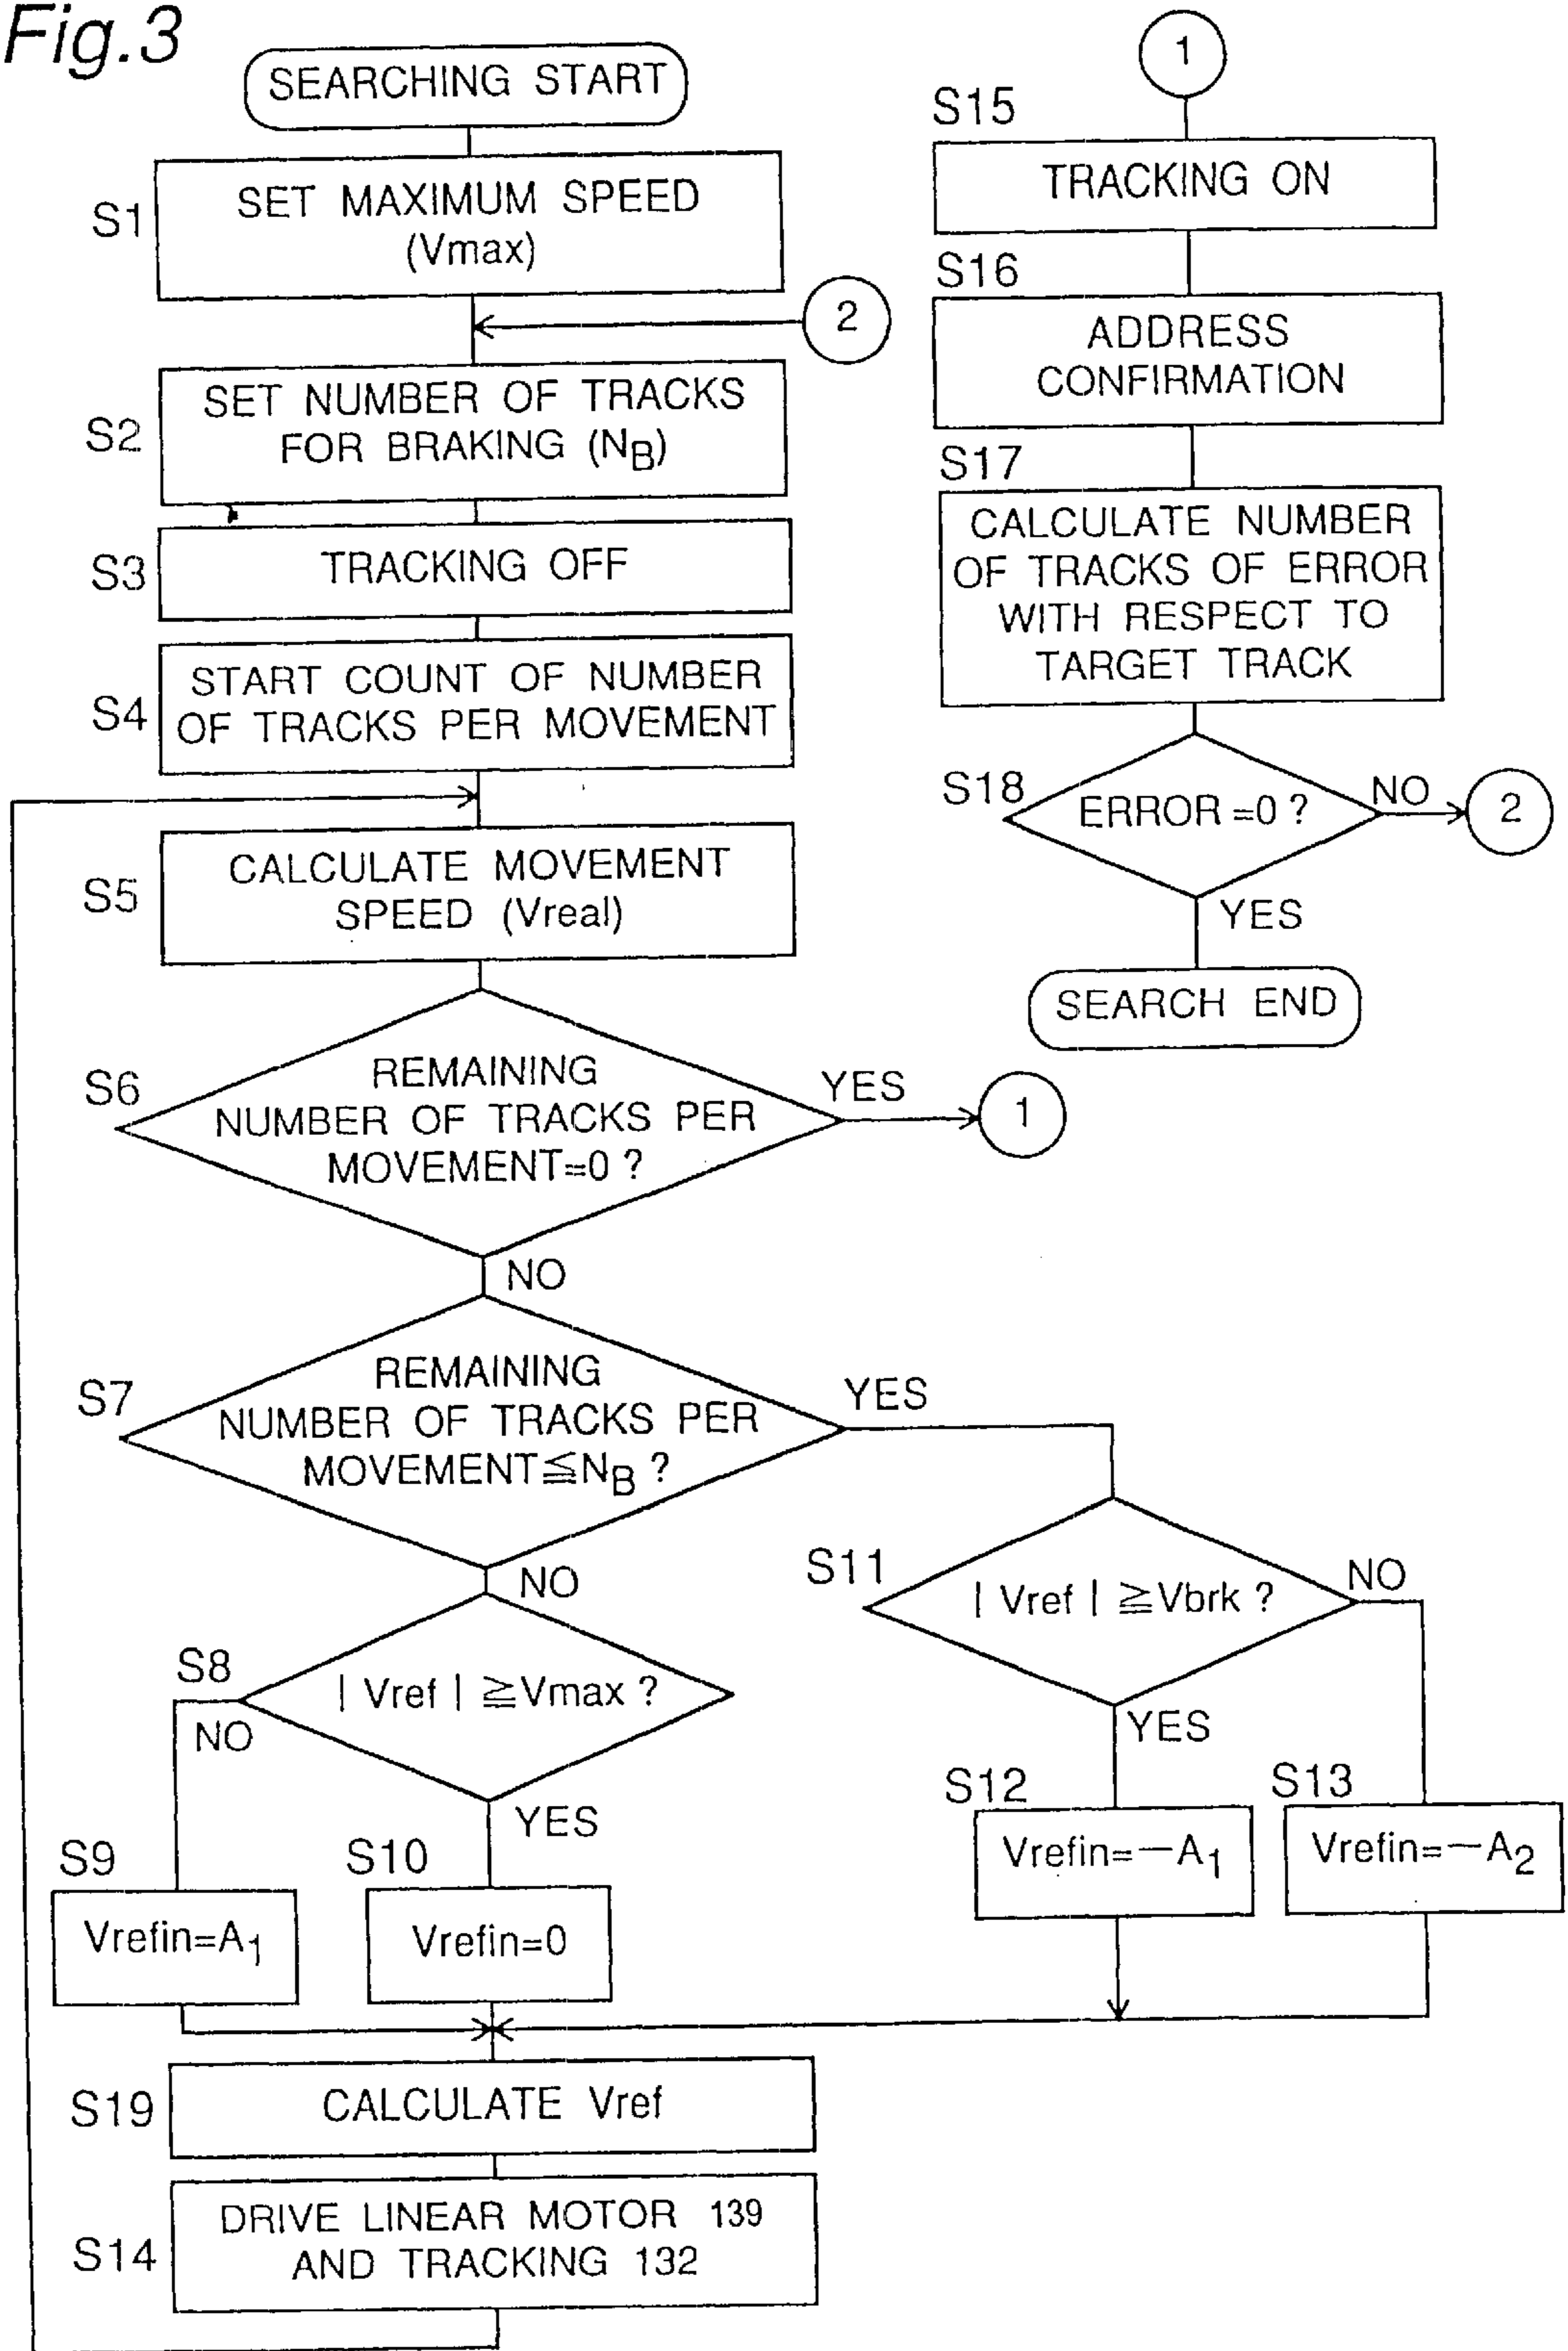 Fig.3
SEARCHING START
S1
SET MAXIMUM SPEED
(Vmax)
2
S2
SET NUMBER OF TRACKS
FOR BRAKING (NB)
S3
TRACKING OFF
S4
START COUNT OF NUMBER
OF TRACKS PER MOVEMENT
S5
CALCULATE MOVEMENT
SPEED (Vreal)
S6
REMAINING
NUMBER OF TRACKS PER
MOVEMENT=0 ?
YES
1
NO
S7
REMAINING
NUMBER OF TRACKS PER
MOVEMENT≦NB ?
YES
NO
S8
| Vref | ≧Vmax ?
NO
YES
S9
Vrefin=A1
S10
Vrefin=0
S11
| Vref | ≧Vbrk ?
NO
YES
S12
Vrefin=—A1
S13
Vrefin=—A2
S19
CALCULATE Vref
S14
DRIVE LINEAR MOTOR 139
AND TRACKING 132
1
S15
TRACKING ON
S16
ADDRESS
CONFIRMATION
S17
CALCULATE NUMBER
OF TRACKS OF ERROR
WITH RESPECT TO
TARGET TRACK
S18
ERROR =0 ?
NO
2
YES
SEARCH END